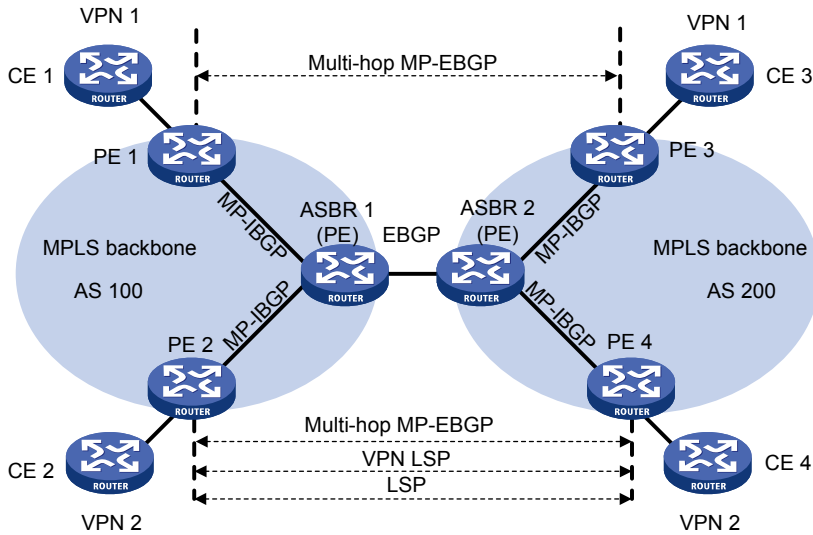 VPN 1
VPN 1
CE 1
ROUTER
Multi-hop MP-EBGP
ROUTER
CE 3
PE 1
ROUTER
ROUTER
PE 3
MP-IBGP
ASBR 1
(PE)
EBGP
ASBR 2
(PE)
MP-IBGP
MPLS backbone
AS 100
ROUTER
ROUTER
MPLS backbone
AS 200
MP-IBGP
MP-IBGP
PE 2
ROUTER
PE 4
ROUTER
Multi-hop MP-EBGP
CE 2
ROUTER
VPN LSP
ROUTER
CE 4
LSP
VPN 2
VPN 2